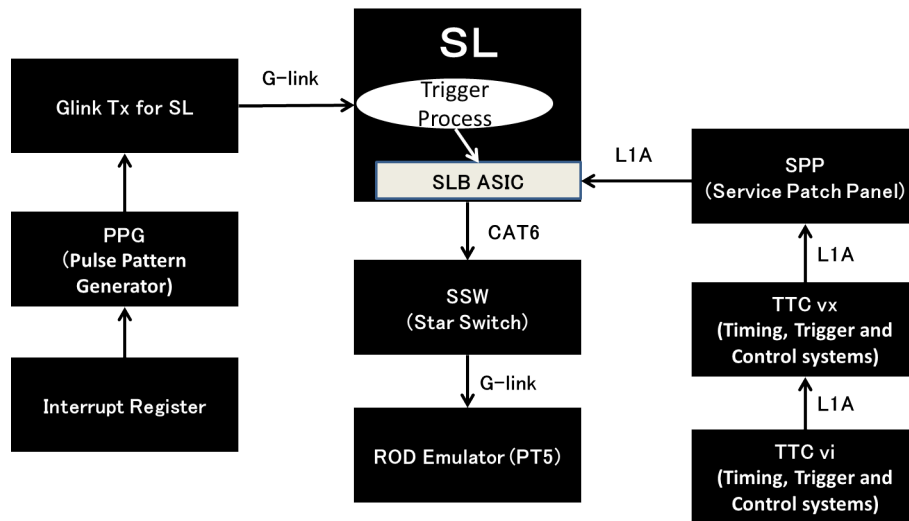 SL
G-link
Glink Tx for SL
Trigger
Process
L1A
SPP
(Service Patch Panel)
SLB ASIC
PPG
(Pulse Pattern
Generator)
CAT6
L1A
SSW
(Star Switch)
TTC vx
(Timing, Trigger and
Control systems)
Interrupt Register
G-link
L1A
ROD Emulator (PT5)
TTC vi
(Timing, Trigger and
Control systems)